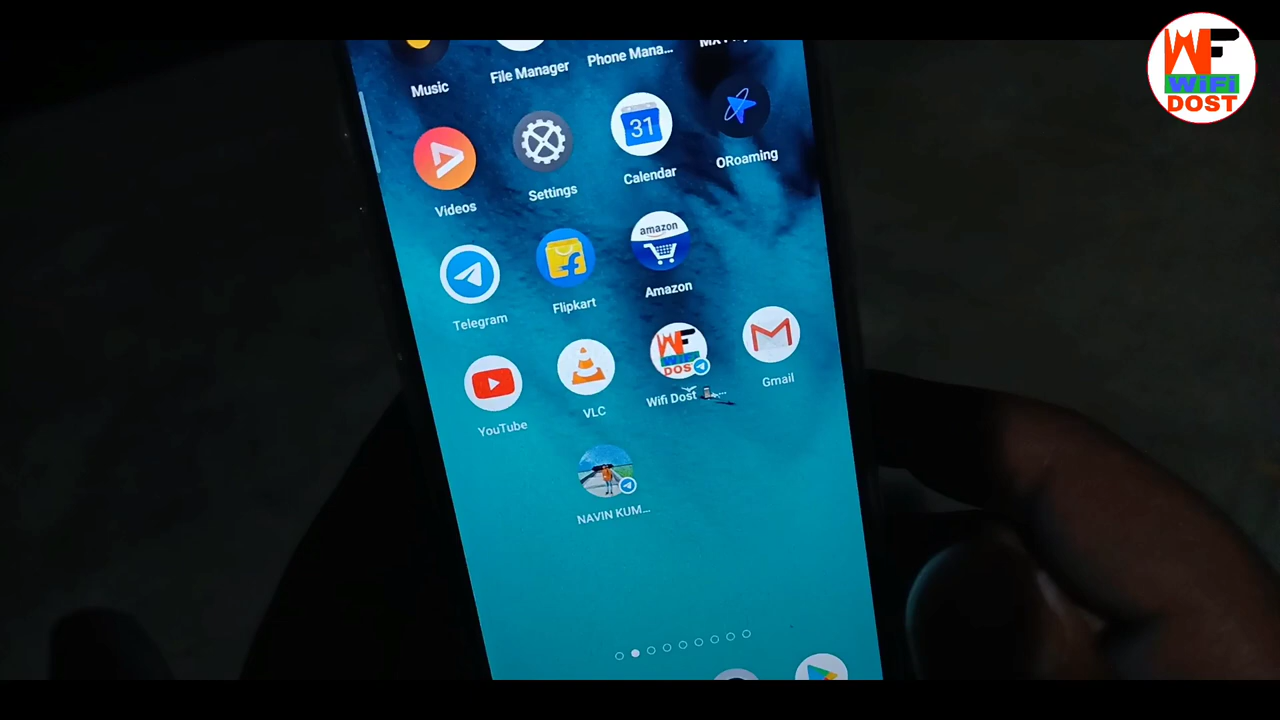 WF
WiFi
DOST
Music
File Manager
Phone Mana...
Videos
Settings
31
Calendar
ORoaming
Telegram
Flipkart
amazon
Amazon
YouTube
VLC
WF
WiFi
DOS
Wifi Dost
Gmail
NAVIN KUM...